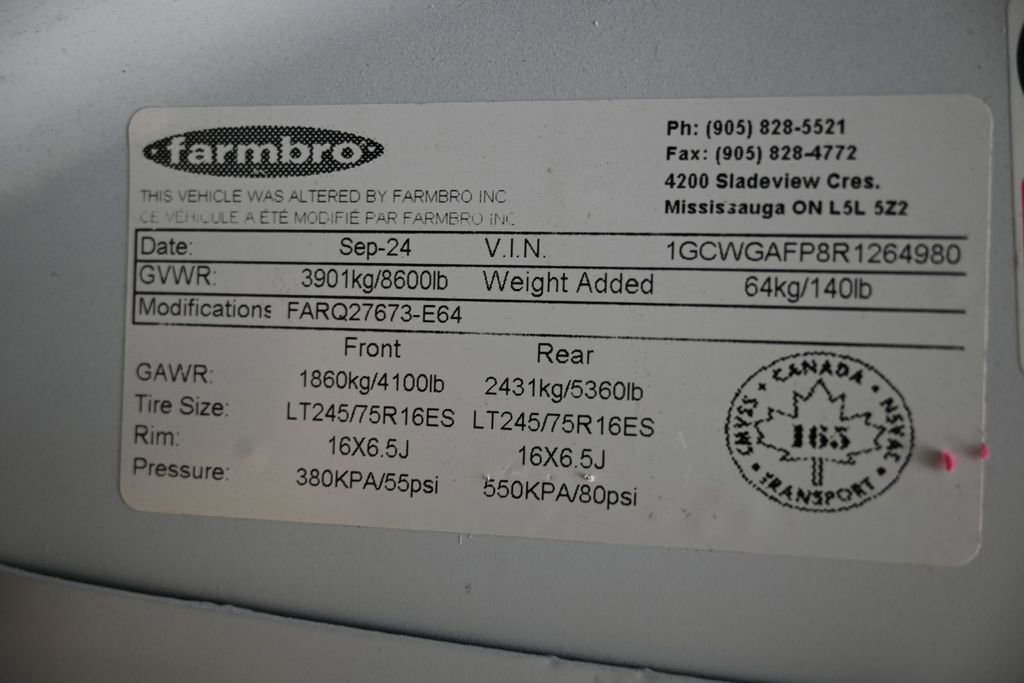 farmbro
Ph: (905) 828-5521
Fax: (905) 828-4772
4200 Sladeview Cres.
Mississauga ON L5L 5Z2
THIS VEHICLE WAS ALTERED BY FARMBRO INC
CE VÉHICULE A ÉTÉ MODIFIÉ PAR FARMBRO INC
Date: Sep-24 V.I.N. 1GCWGAFP8R1264980
GVWR: 3901kg/8600lb Weight Added 64kg/140lb
Modifications FARQ27673-E64
Front Rear
GAWR: 1860kg/4100lb 2431kg/5360lb
Tire Size: LT245/75R16ES LT245/75R16ES
Rim: 16X6.5J 16X6.5J
Pressure: 380KPA/55psi 550KPA/80psi
CANADA
CMVSS 165 NSVAC
TRANSPORT